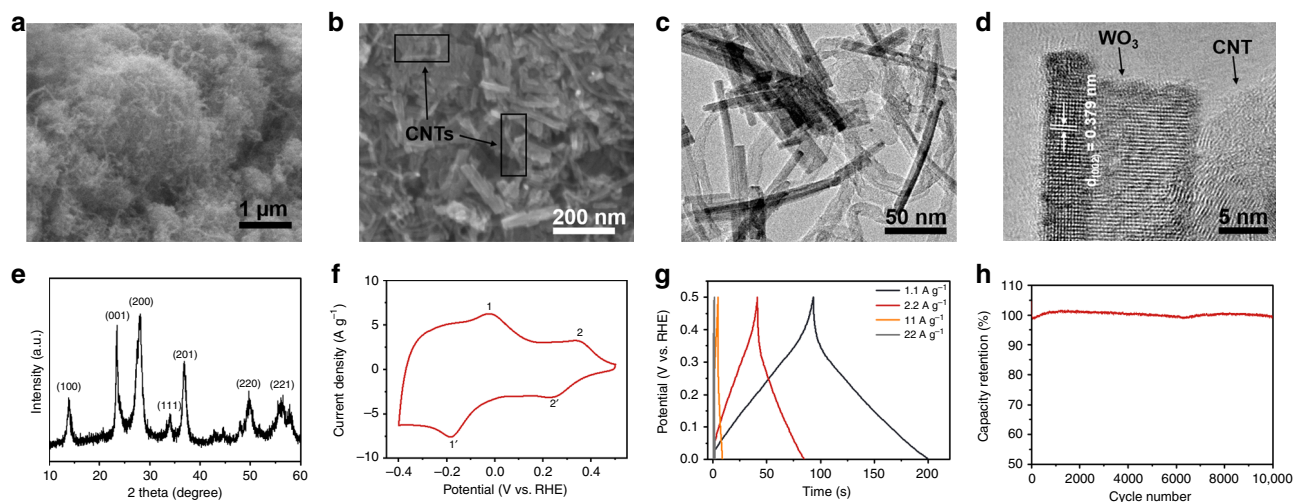 a
b
c
d
1 μm
CNTs
200 nm
50 nm
WO₃
CNT
d(002) = 0.379 nm
5 nm
e
f
g
h
(100)
(001)
(200)
(111)
(201)
(220)
(221)
Intensity (a.u.)
10 20 30 40 50 60
2 theta (degree)
10
5
0
−5
−10
1
2
1′
2′
Current density (A g⁻¹)
−0.4 −0.2 0.0 0.2 0.4
Potential (V vs. RHE)
0.5
0.4
0.3
0.2
0.1
0.0
1.1 A g⁻¹
2.2 A g⁻¹
11 A g⁻¹
22 A g⁻¹
Potential (V vs. RHE)
0 50 100 150 200
Time (s)
110
100
90
80
70
60
50
Capacity retention (%)
0 2000 4000 6000 8000 10,000
Cycle number